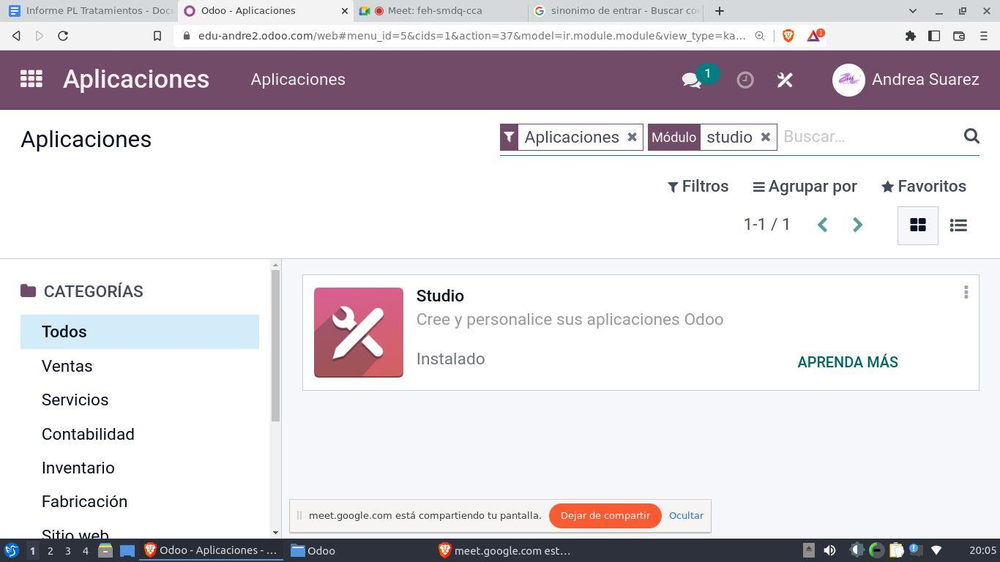 Informe PL Tratamientos - Docu
Odoo - Aplicaciones
Meet: feh-smdq-cca
sinonimo de entrar - Buscar co
edu-andre2.odoo.com/web#menu_id=5&cids=1&action=37&model=ir.module.module&view_type=ka...
1
Aplicaciones
Aplicaciones
1
Andrea Suarez
Aplicaciones
Aplicaciones
Módulo
studio
Buscar...
Filtros
Agrupar por
Favoritos
1-1 / 1
CATEGORÍAS
Todos
Ventas
Servicios
Contabilidad
Inventario
Fabricación
Sitio web
Studio
Cree y personalice sus aplicaciones Odoo
Instalado
APRENDA MÁS
meet.google.com está compartiendo tu pantalla.
Dejar de compartir
Ocultar
1 2 3 4
Odoo - Aplicaciones - ...
Odoo
meet.google.com est...
20:05